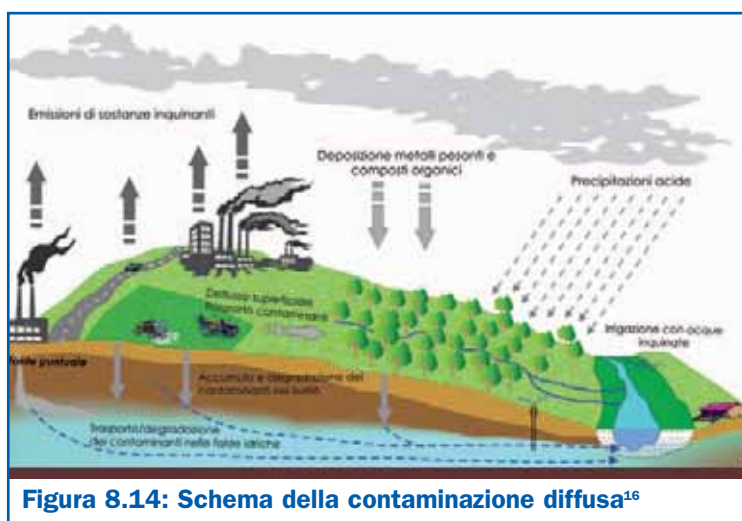 Emissioni di sostanze inquinanti
Deposizione metalli pesanti e
composti organici
Precipitazioni acide
Deflusso superficiale
trasporto contaminanti
Irrigazione con acque
inquinate
fonte puntuale
Accumulo e degradazione dei
contaminanti nel suolo
Trasporto/degradazione
dei contaminanti nelle falde idriche
Figura 8.14: Schema della contaminazione diffusa¹⁶